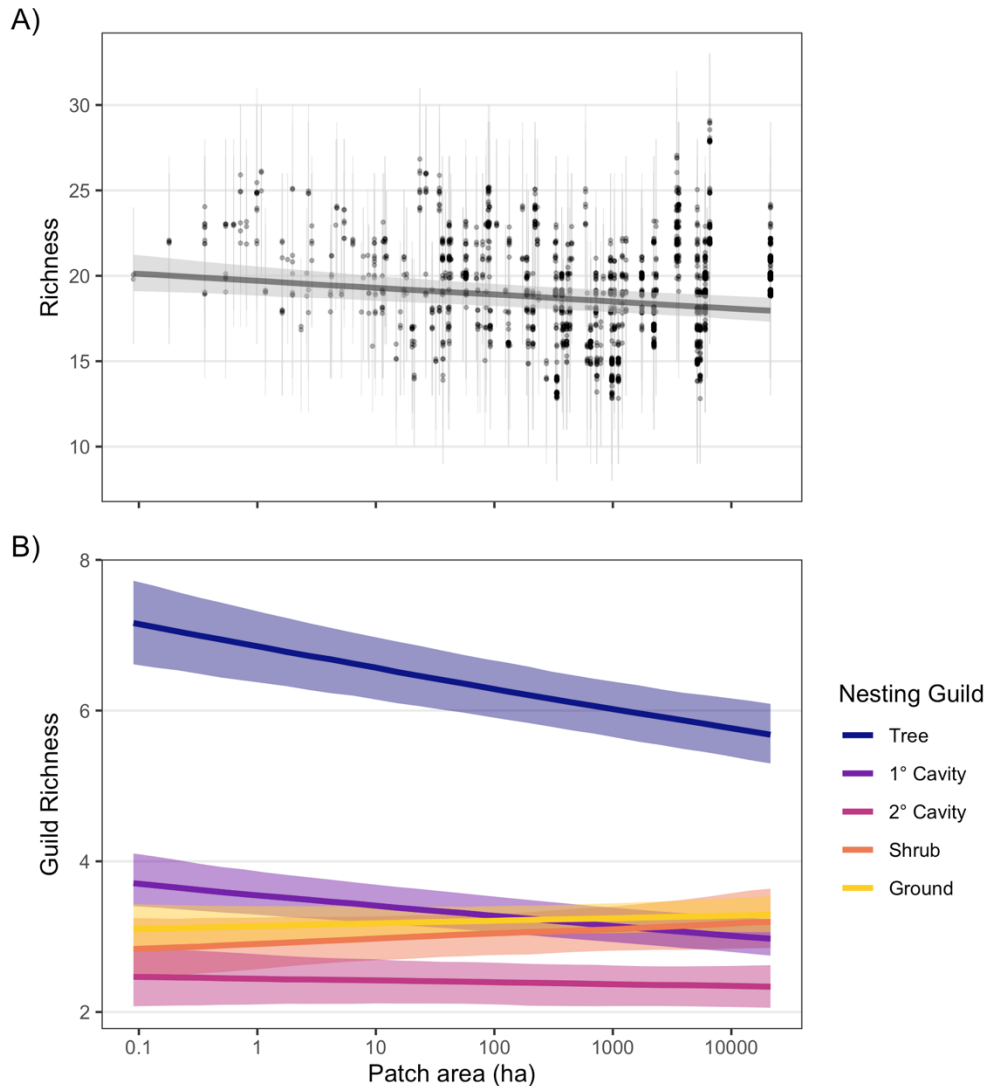 A)
Richness
30
25
20
15
10
B)
Guild Richness
8
6
4
2
0.1 1 10 100 1000 10000
Patch area (ha)
Nesting Guild
Tree
1° Cavity
2° Cavity
Shrub
Ground